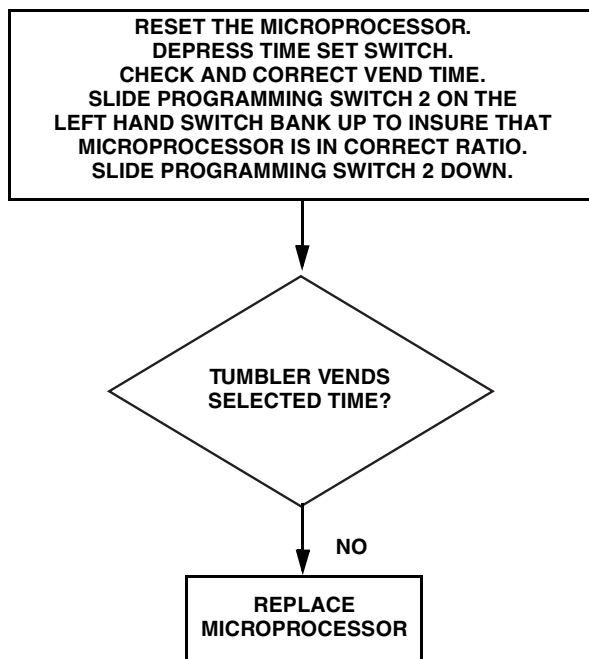 RESET THE MICROPROCESSOR.
DEPRESS TIME SET SWITCH.
CHECK AND CORRECT VEND TIME.
SLIDE PROGRAMMING SWITCH 2 ON THE
LEFT HAND SWITCH BANK UP TO INSURE THAT
MICROPROCESSOR IS IN CORRECT RATIO.
SLIDE PROGRAMMING SWITCH 2 DOWN.
TUMBLER VENDS
SELECTED TIME?
NO
REPLACE
MICROPROCESSOR